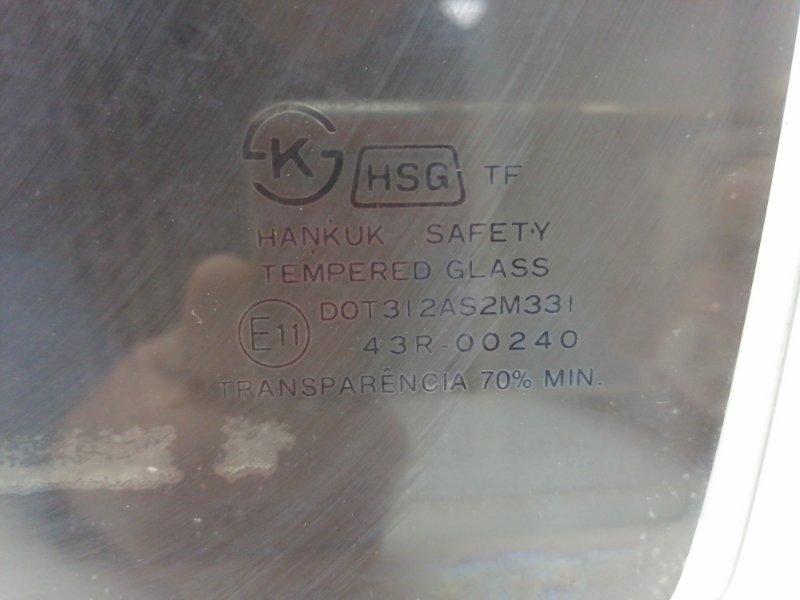 K HSG TF
HANKUK SAFETY
TEMPERED GLASS
DOT312AS2M331
E11 43R-00240
TRANSPARÊNCIA 70% MIN.